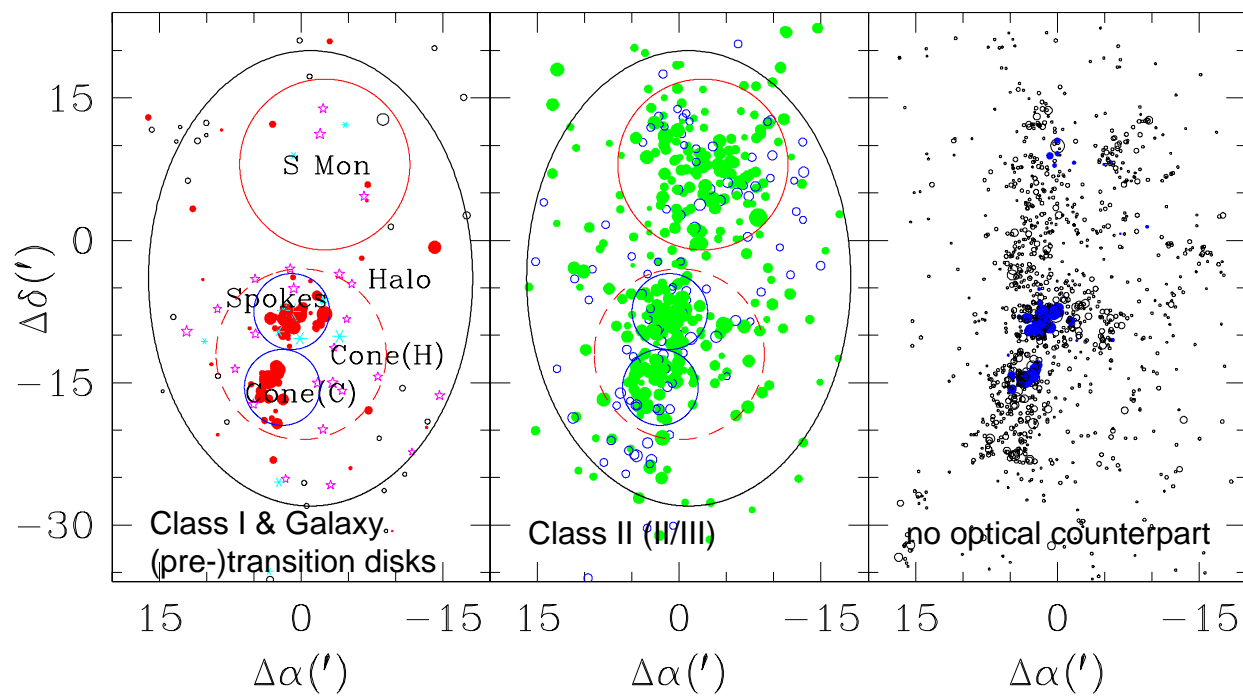 15
0
−15
−30
Δδ(′)
S Mon
Halo
Spokes
Cone(H)
Cone(C)
Class I & Galaxy
(pre-)transition disks
Class II (II/III)
no optical counterpart
15 0 −15 15 0 −15 15 0 −15
Δα(′) Δα(′) Δα(′)